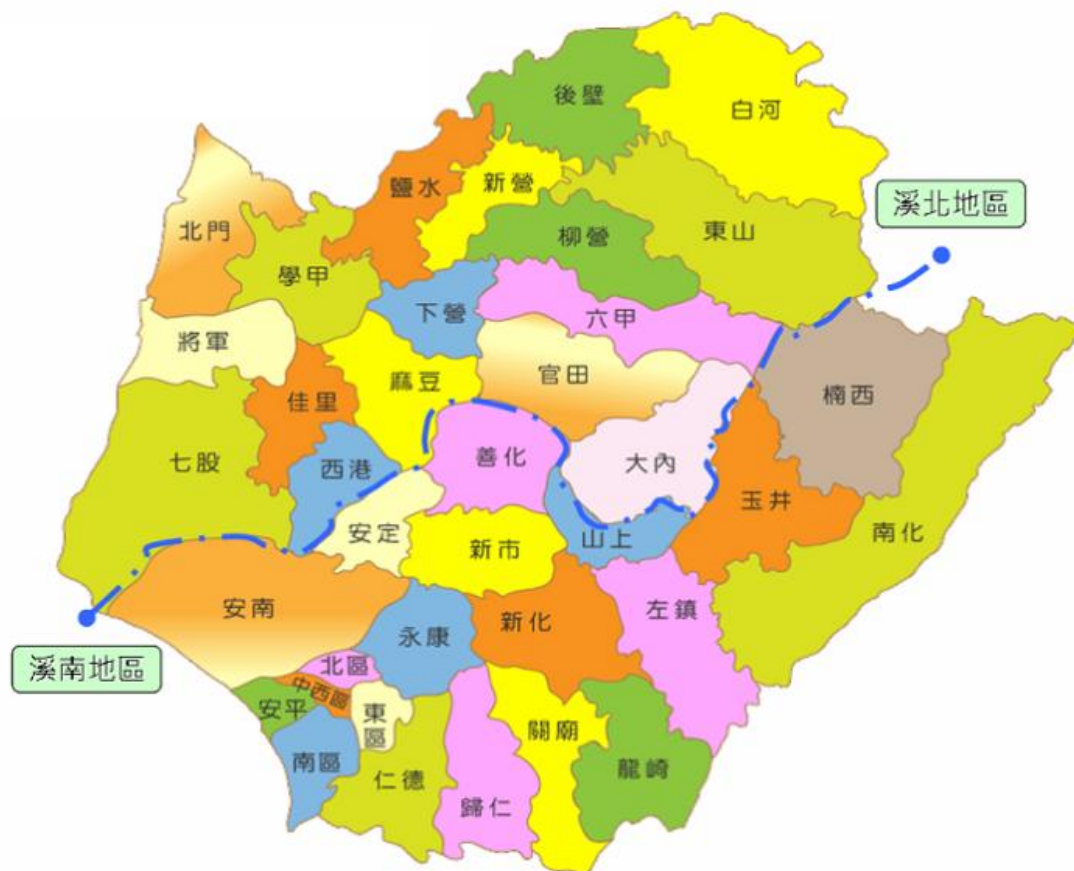 後壁
白河
鹽水
新營
溪北地區
北門
柳營
東山
學甲
下營
六甲
將軍
麻豆
官田
楠西
佳里
七股
西港
善化
大內
玉井
安定
新市
山上
南化
安南
新化
左鎮
永康
溪南地區
北區
中西區
安平
東區
關廟
南區
仁德
龍崎
歸仁